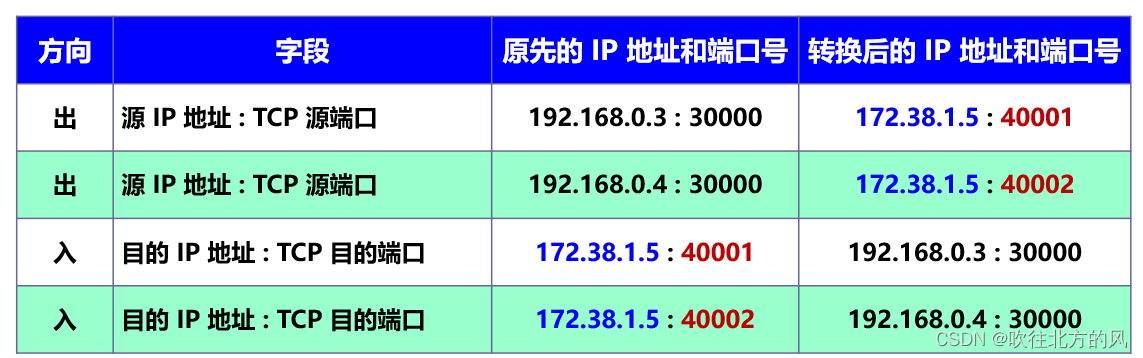 方向 字段 原先的 IP 地址和端口号 转换后的 IP 地址和端口号
出 源 IP 地址 : TCP 源端口 192.168.0.3 : 30000 172.38.1.5 : 40001
出 源 IP 地址 : TCP 源端口 192.168.0.4 : 30000 172.38.1.5 : 40002
入 目的 IP 地址 : TCP 目的端口 172.38.1.5 : 40001 192.168.0.3 : 30000
入 目的 IP 地址 : TCP 目的端口 172.38.1.5 : 40002 192.168.0.4 : 30000
CSDN @吹往北方的风